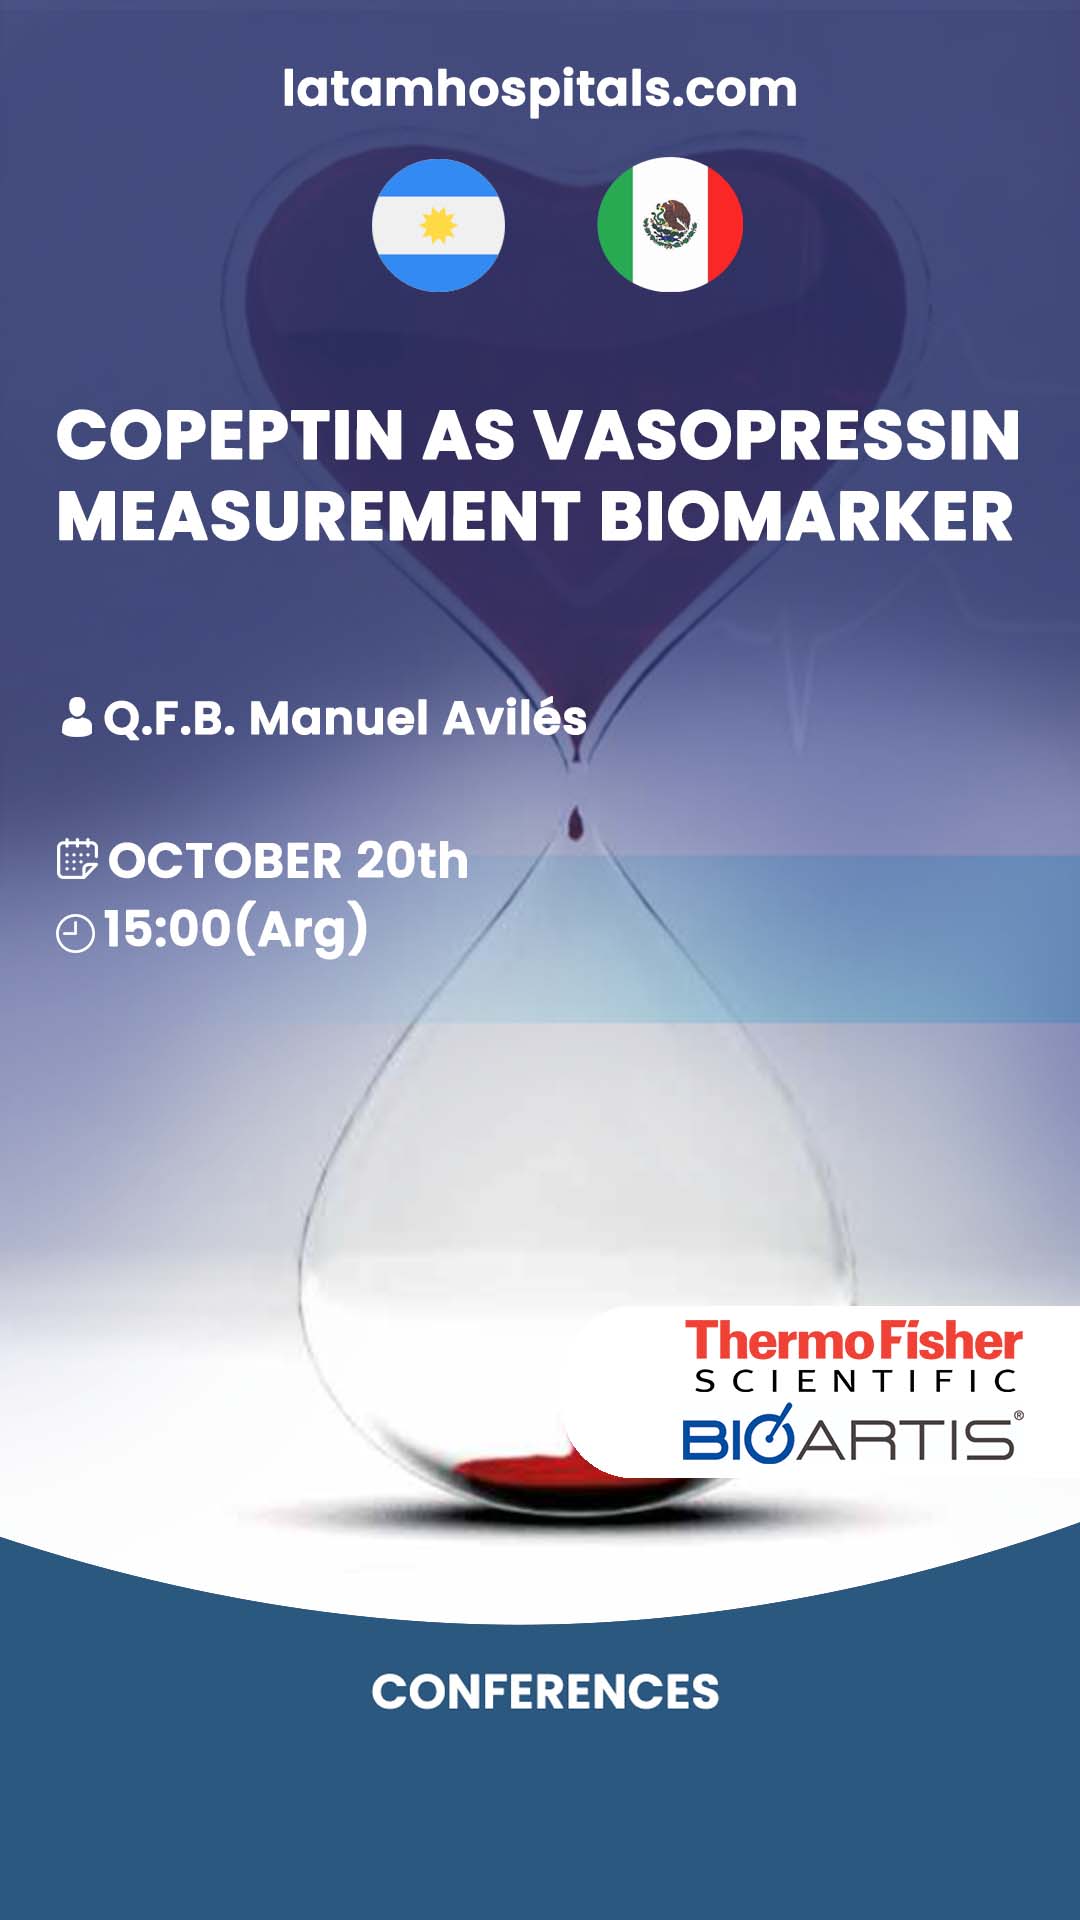 latamhospitals.com
COPEPTIN AS VASOPRESSIN
MEASUREMENT BIOMARKER
Q.F.B. Manuel Avilés
OCTOBER 20th
15:00(Arg)
ThermoFisher
SCIENTIFIC
BIOARTIS®
CONFERENCES